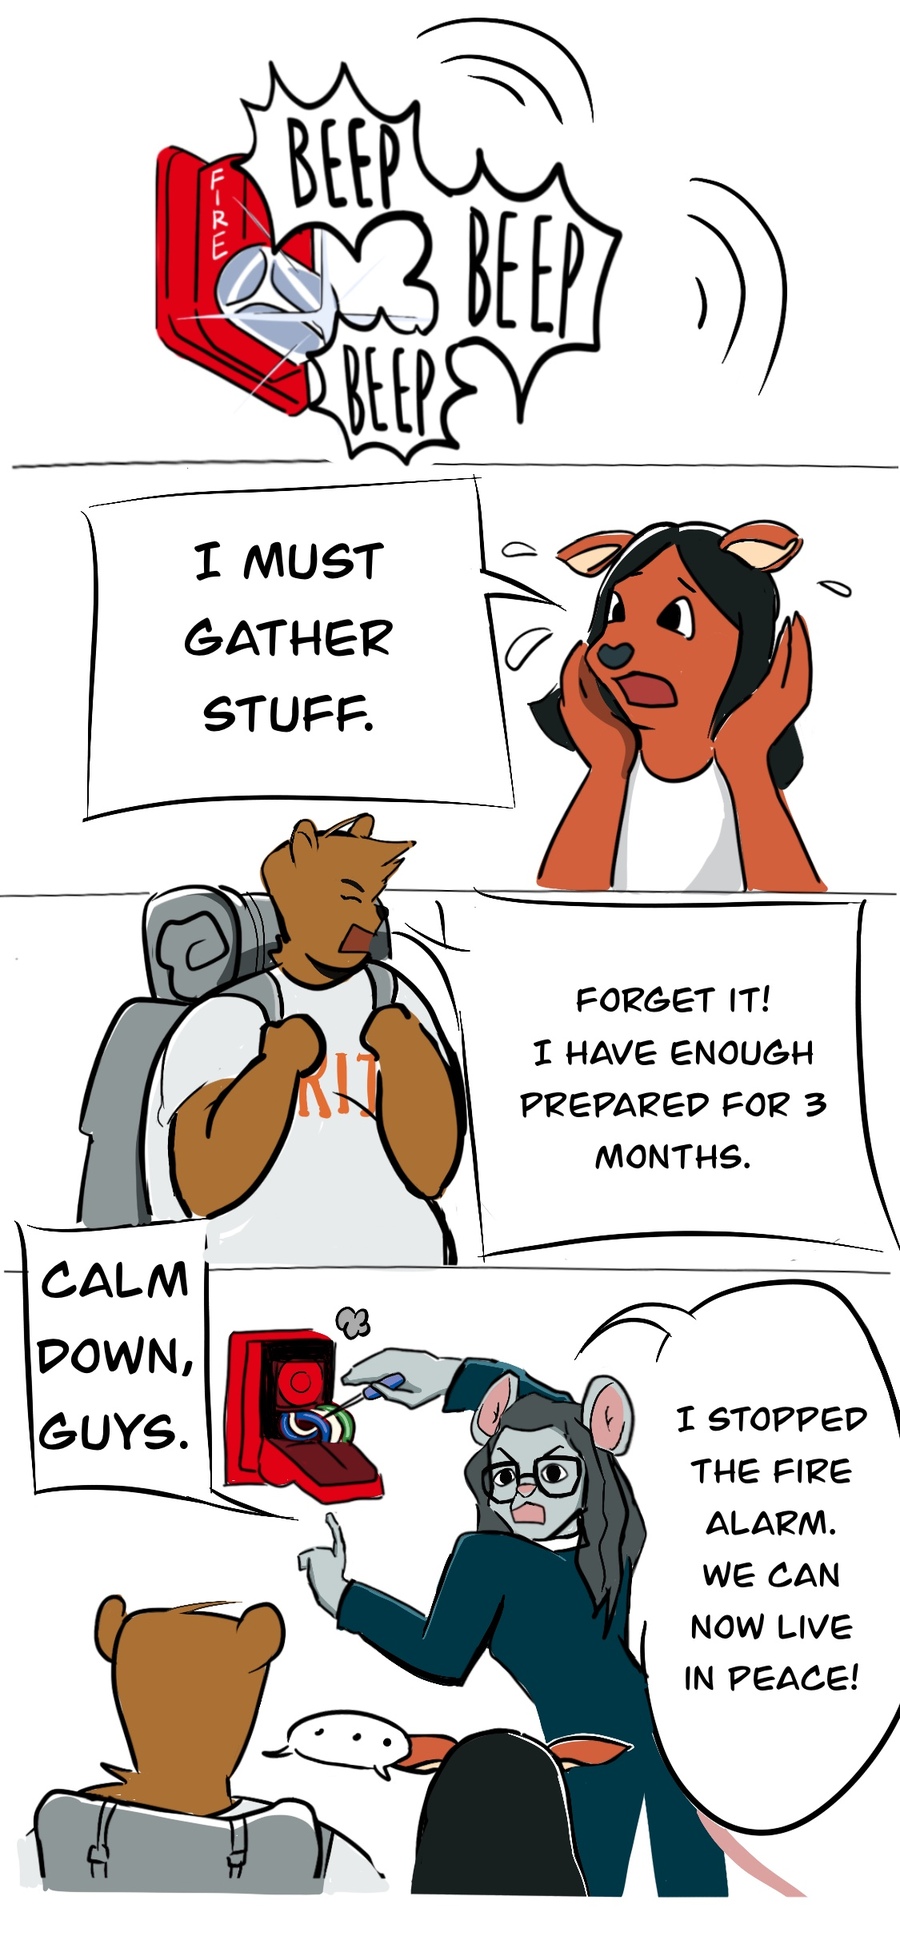 FIRE
BEEP
BEEP
BEEP
I MUST
GATHER
STUFF.
RIT
FORGET IT!
I HAVE ENOUGH
PREPARED FOR 3
MONTHS.
CALM
DOWN,
GUYS.
I STOPPED
THE FIRE
ALARM.
WE CAN
NOW LIVE
IN PEACE!
...